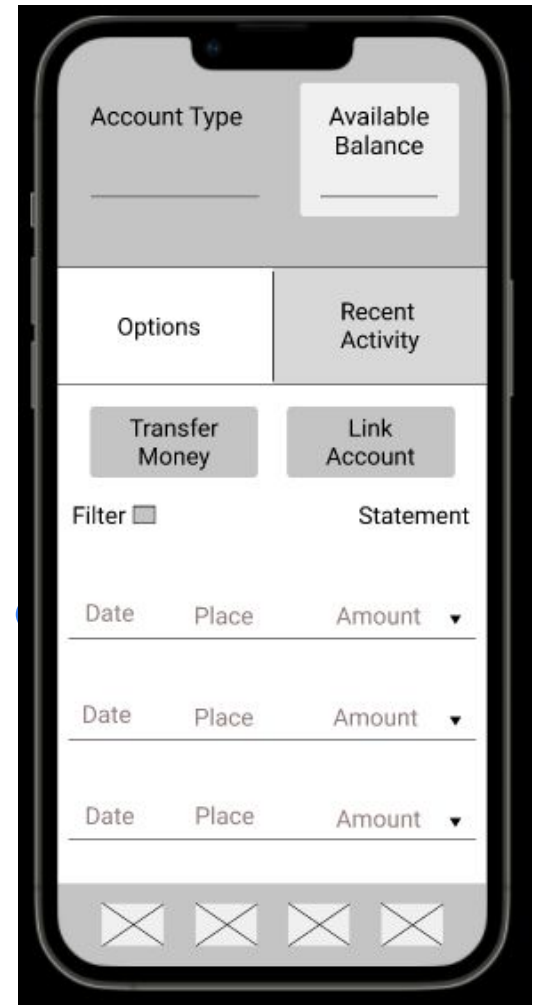 Account Type
Available
Balance
Options
Recent
Activity
Transfer
Money
Link
Account
Filter
Statement
Date Place Amount
Date Place Amount
Date Place Amount